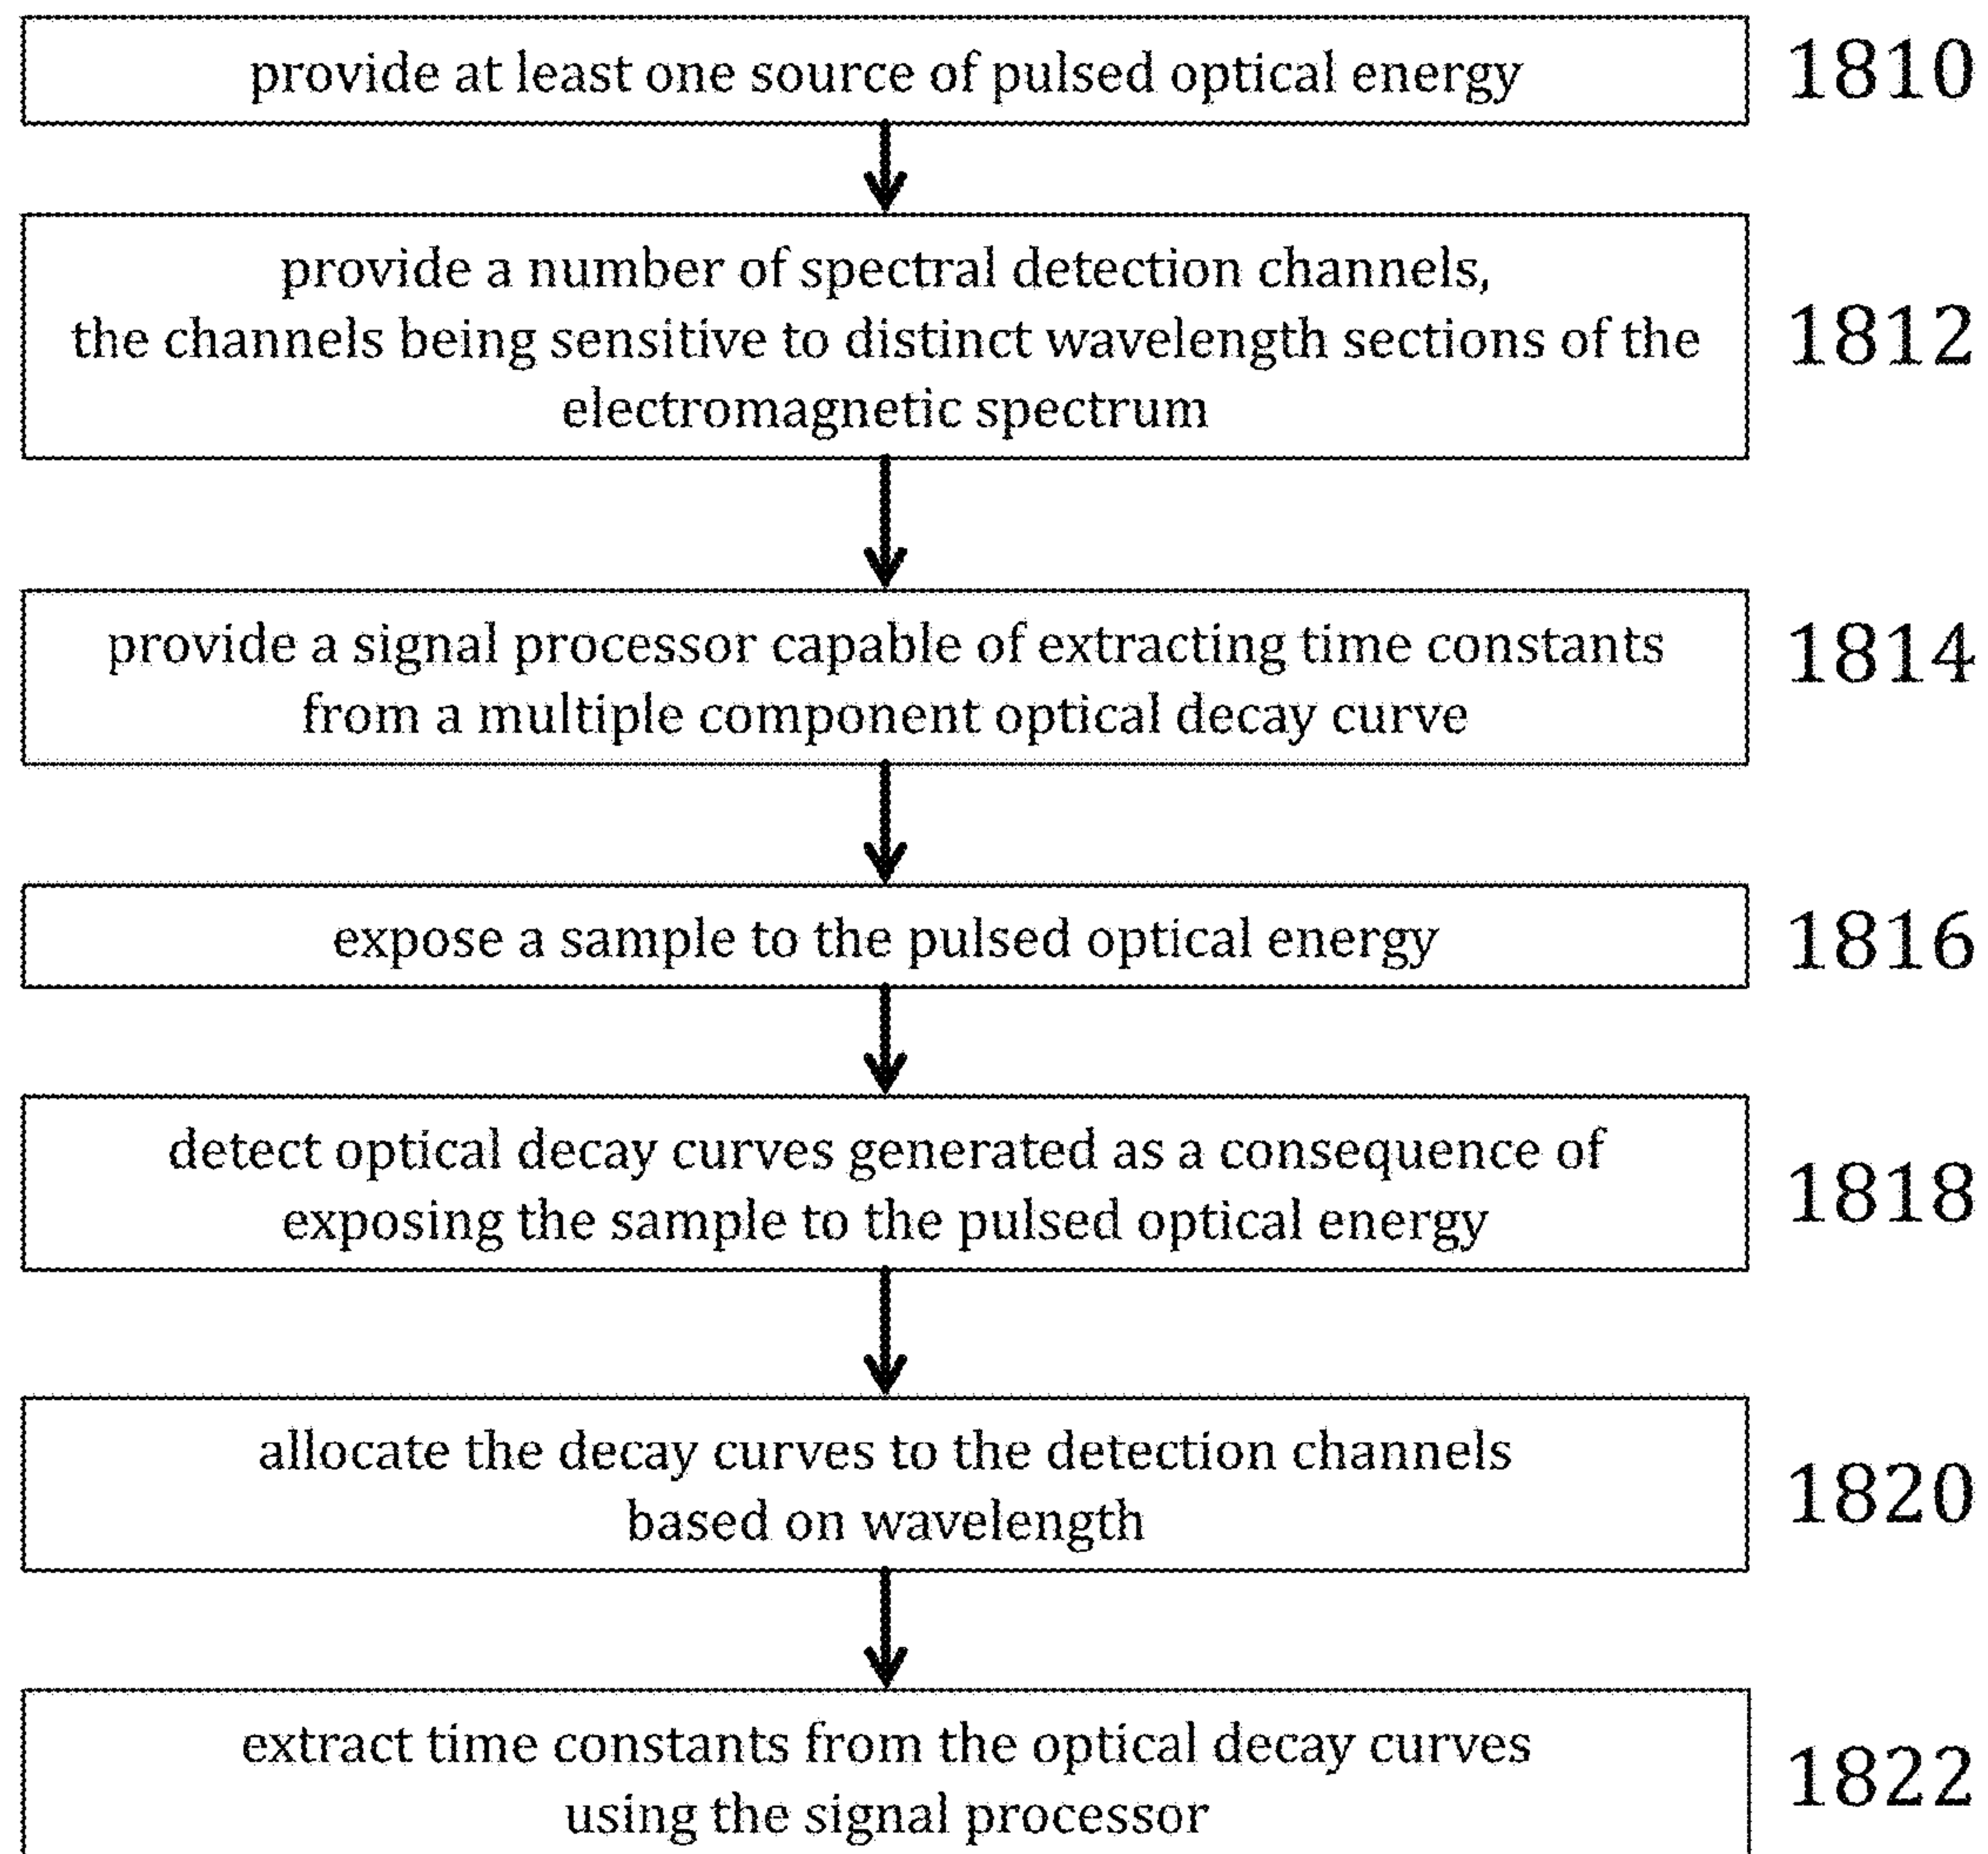 provide at least one source of pulsed optical energy
1810
provide a number of spectral detection channels,
the channels being sensitive to distinct wavelength sections of the
electromagnetic spectrum
1812
provide a signal processor capable of extracting time constants
from a multiple component optical decay curve
1814
expose a sample to the pulsed optical energy
1816
detect optical decay curves generated as a consequence of
exposing the sample to the pulsed optical energy
1818
allocate the decay curves to the detection channels
based on wavelength
1820
extract time constants from the optical decay curves
using the signal processor
1822